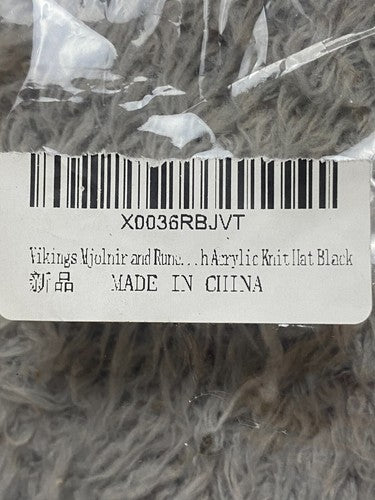 X0036RBJVT
Vikings Mjolnir and Rune...h Acrylic Knit Hat Black
新品 MADE IN CHINA